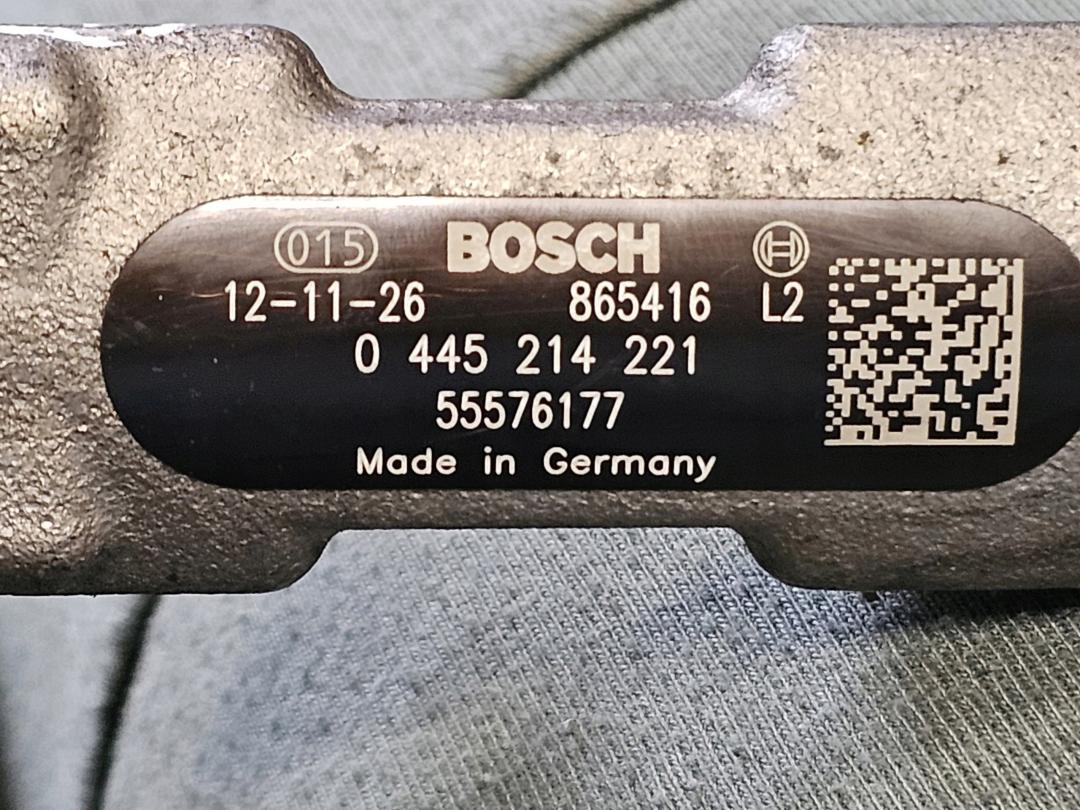 015 BOSCH H
12-11-26 865416 L2
0 445 214 221
55576177
Made in Germany